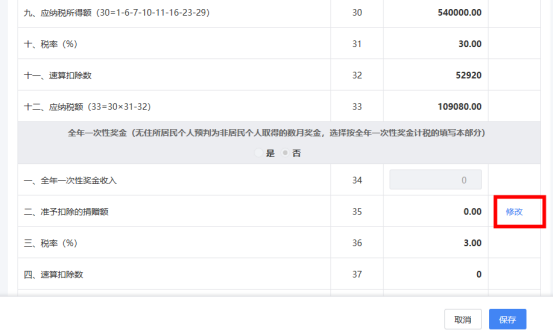 九、应纳税所得额（30=1-6-7-10-11-16-23-29） 30 540000.00
十、税率（%） 31 30.00
十一、速算扣除数 32 52920
十二、应纳税额（33=30×31-32） 33 109080.00
全年一次性奖金（无住所居民个人预判为非居民个人取得的数月奖金，选择按全年一次性奖金计税的填写本部分）
是 否
一、全年一次性奖金收入 34 0
二、准予扣除的捐赠额 35 0.00 修改
三、税率（%） 36 3.00
四、速算扣除数 37 0
取消 保存